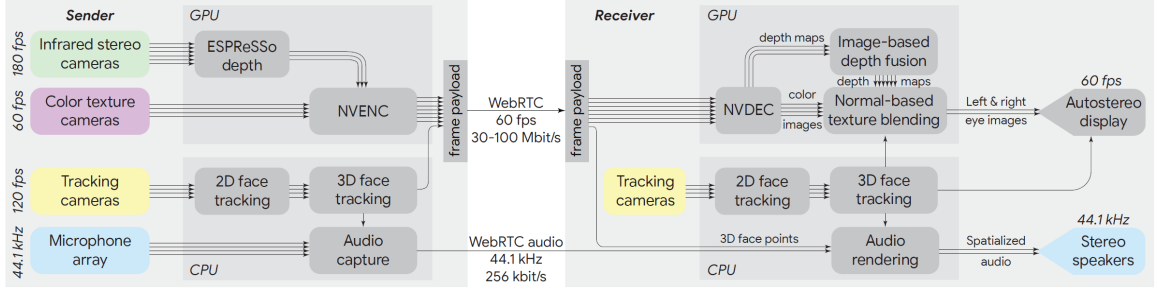 Sender
GPU
Receiver
GPU
180 fps
Infrared stereo
cameras
ESPReSSo
depth
depth maps
Image-based
depth fusion
depth
maps
60 fps
Color texture
cameras
NVENC
frame payload
WebRTC
60 fps
30-100 Mbit/s
frame payload
NVDEC
color
images
Normal-based
texture blending
Left & right
eye images
60 fps
Autostereo
display
120 fps
Tracking
cameras
2D face
tracking
3D face
tracking
Tracking
cameras
2D face
tracking
3D face
tracking
44.1 kHz
Microphone
array
Audio
capture
CPU
WebRTC audio
44.1 kHz
256 kbit/s
3D face points
CPU
Audio
rendering
Spatialized
audio
44.1 kHz
Stereo
speakers